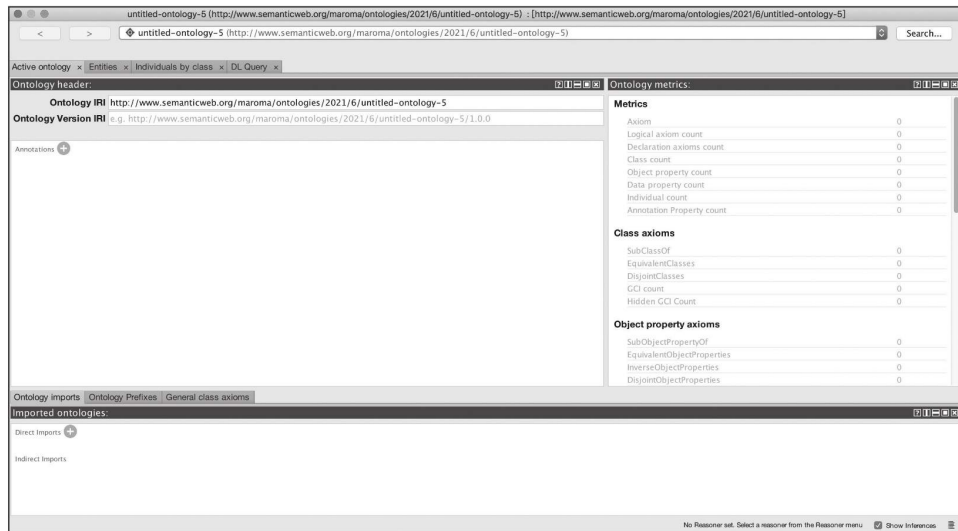 untitled-ontology-5 (http://www.semanticweb.org/maroma/ontologies/2021/6/untitled-ontology-5) : [http://www.semanticweb.org/maroma/ontologies/2021/6/untitled-ontology-5]
< > untitled-ontology-5 (http://www.semanticweb.org/maroma/ontologies/2021/6/untitled-ontology-5) Search...
Active ontology × Entities × Individuals by class × DL Query ×
Ontology header:
Ontology IRI http://www.semanticweb.org/maroma/ontologies/2021/6/untitled-ontology-5
Ontology Version IRI e.g. http://www.semanticweb.org/maroma/ontologies/2021/6/untitled-ontology-5/1.0.0
Annotations +
Ontology metrics:
Metrics
Axiom 0
Logical axiom count 0
Declaration axioms count 0
Class count 0
Object property count 0
Data property count 0
Individual count 0
Annotation Property count 0
Class axioms
SubClassOf 0
EquivalentClasses 0
DisjointClasses 0
GCI count 0
Hidden GCI Count 0
Object property axioms
SubObjectPropertyOf 0
EquivalentObjectProperties 0
InverseObjectProperties 0
DisjointObjectProperties 0
Ontology imports Ontology Prefixes General class axioms
Imported ontologies:
Direct Imports +
Indirect Imports
No Reasoner set. Select a reasoner from the Reasoner menu Show Inferences